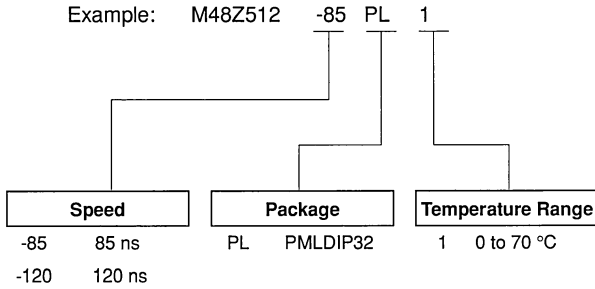 Example: M48Z512 -85 PL 1
Speed Package Temperature Range
-85 85 ns PL PMLDIP32 1 0 to 70 °C
-120 120 ns